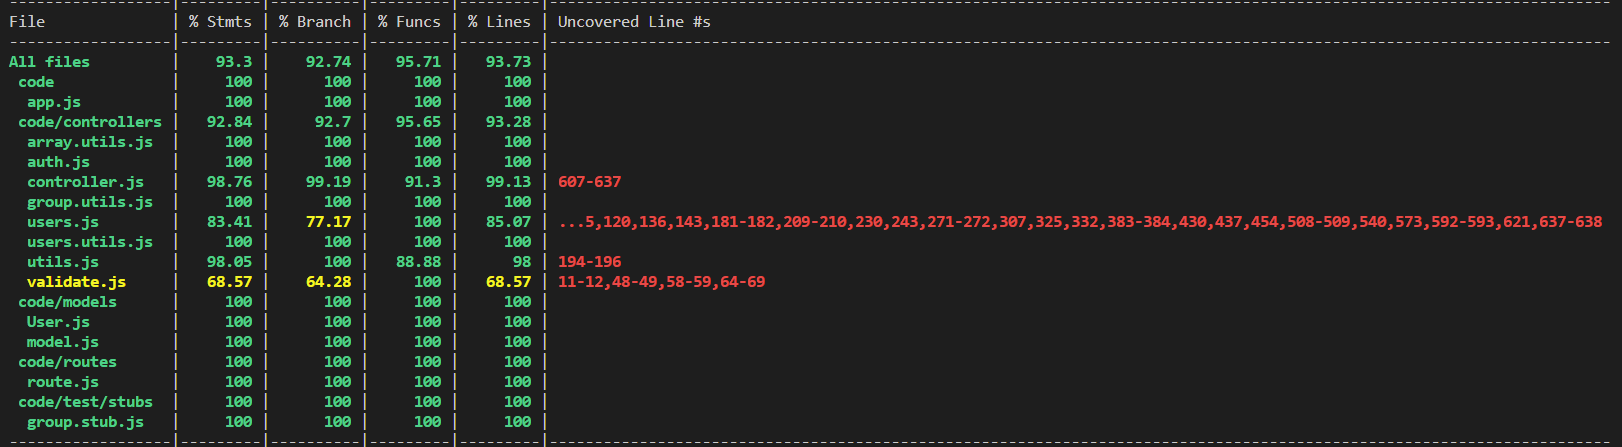 File | % Stmts | % Branch | % Funcs | % Lines | Uncovered Line #s
All files | 93.3 | 92.74 | 95.71 | 93.73 |
code | 100 | 100 | 100 | 100 |
app.js | 100 | 100 | 100 | 100 |
code/controllers | 92.84 | 92.7 | 95.65 | 93.28 |
array.utils.js | 100 | 100 | 100 | 100 |
auth.js | 100 | 100 | 100 | 100 |
controller.js | 98.76 | 99.19 | 91.3 | 99.13 | 607-637
group.utils.js | 100 | 100 | 100 | 100 |
users.js | 83.41 | 77.17 | 100 | 85.07 | ...5,120,136,143,181-182,209-210,230,243,271-272,307,325,332,383-384,430,437,454,508-509,540,573,592-593,621,637-638
users.utils.js | 100 | 100 | 100 | 100 |
utils.js | 98.05 | 100 | 88.88 | 98 | 194-196
validate.js | 68.57 | 64.28 | 100 | 68.57 | 11-12,48-49,58-59,64-69
code/models | 100 | 100 | 100 | 100 |
User.js | 100 | 100 | 100 | 100 |
model.js | 100 | 100 | 100 | 100 |
code/routes | 100 | 100 | 100 | 100 |
route.js | 100 | 100 | 100 | 100 |
code/test/stubs | 100 | 100 | 100 | 100 |
group.stub.js | 100 | 100 | 100 | 100 |